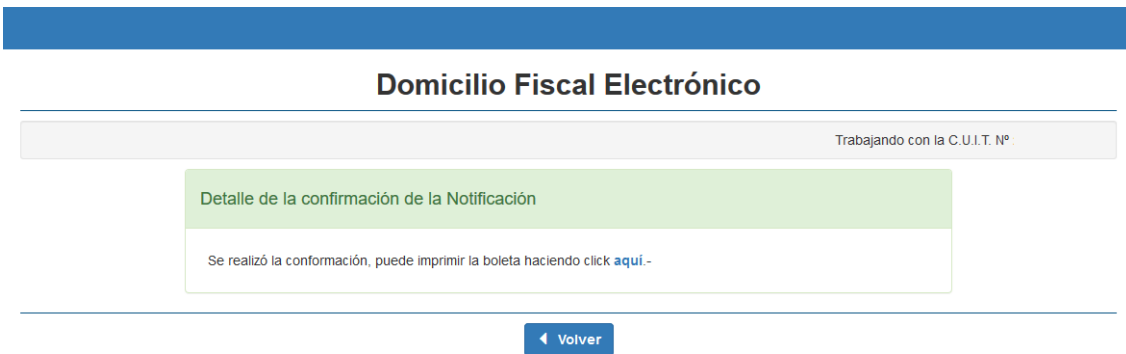 Domicilio Fiscal Electrónico
Trabajando con la C.U.I.T. Nº
Detalle de la confirmación de la Notificación
Se realizó la conformación, puede imprimir la boleta haciendo click aquí.-
Volver